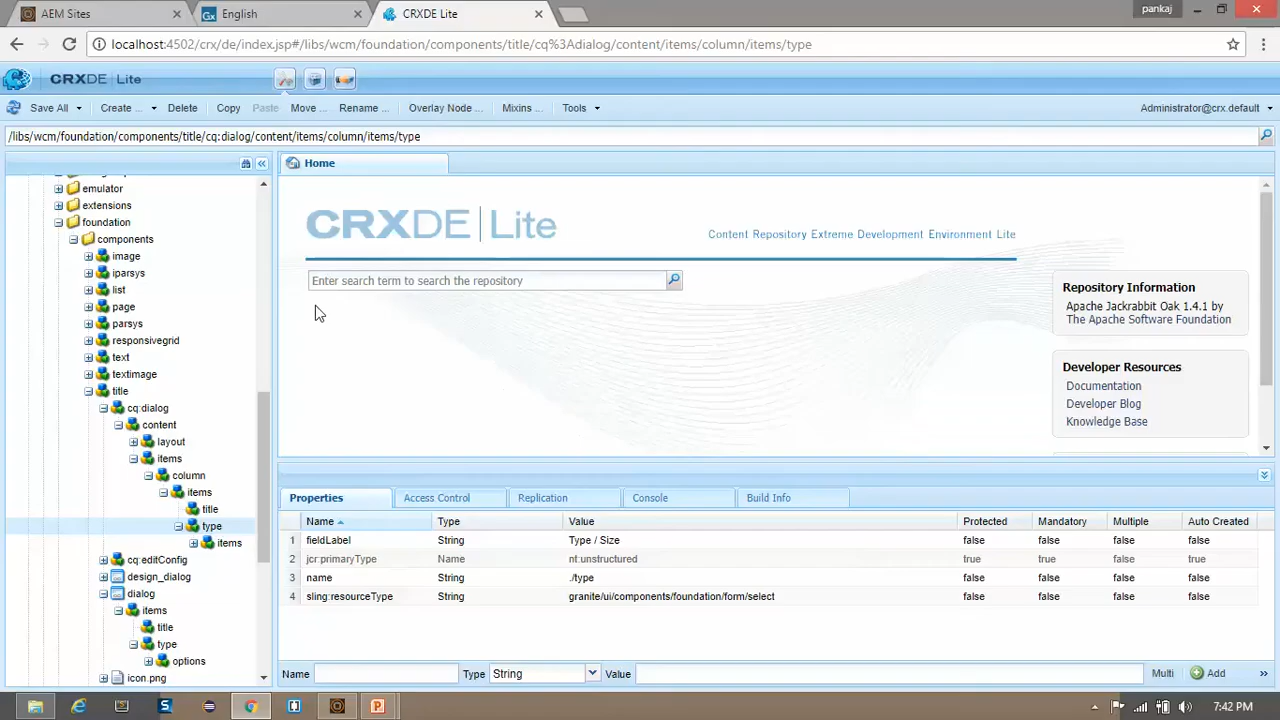 AEM Sites
English
CRXDE Lite
pankaj
localhost:4502/crx/de/index.jsp#/libs/wcm/foundation/components/title/cq%3Adialog/content/items/column/items/type
CRXDE | Lite
Save All Create ... Delete Copy Paste Move ... Rename ... Overlay Node ... Mixins ... Tools Administrator@crx.default
/libs/wcm/foundation/components/title/cq:dialog/content/items/column/items/type
emulator
extensions
foundation
components
image
iparsys
list
page
parsys
responsivegrid
text
textimage
title
cq:dialog
content
layout
items
column
items
title
type
items
cq:editConfig
design_dialog
dialog
items
title
type
options
icon.png
Home
CRXDE | Lite
Content Repository Extreme Development Environment Lite
Enter search term to search the repository
Repository Information
Apache Jackrabbit Oak 1.4.1 by
The Apache Software Foundation
Developer Resources
Documentation
Developer Blog
Knowledge Base
Properties Access Control Replication Console Build Info
Name Type Value Protected Mandatory Multiple Auto Created
1 fieldLabel String Type / Size false false false false
2 jcr:primaryType Name nt:unstructured true true false true
3 name String ./type false false false false
4 sling:resourceType String granite/ui/components/foundation/form/select false false false false
Name Type String Value Multi Add
7:42 PM